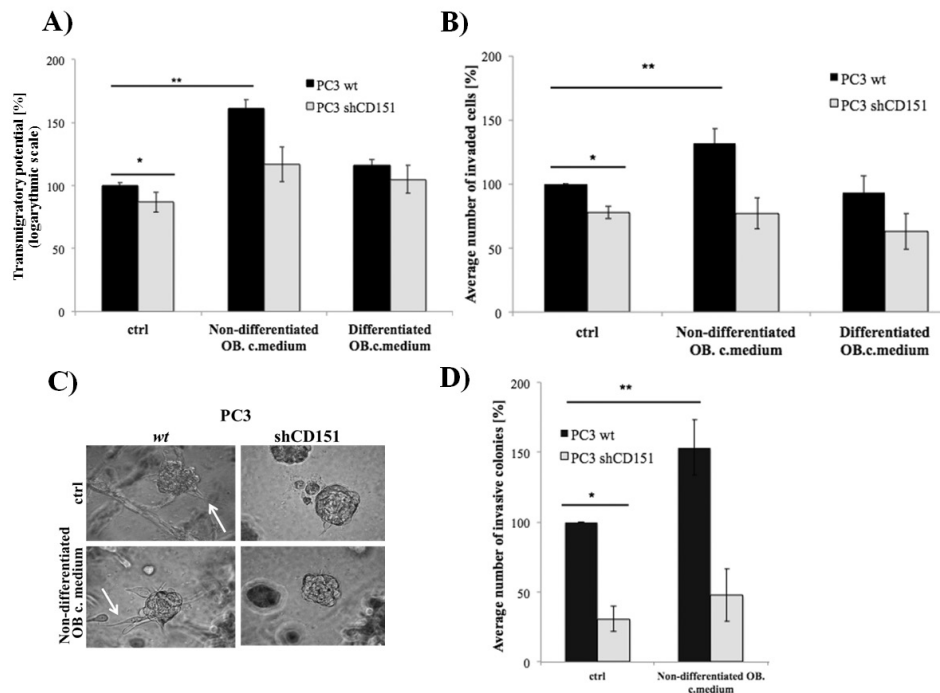 A)
Transmigratory potential [%]
(logarythmic scale)
200
150
100
50
0
**
*
PC3 wt
PC3 shCD151
ctrl
Non-differentiated
OB. c.medium
Differentiated
OB.c.medium
B)
Average number of invaded cells [%]
200
150
100
50
0
**
*
PC3 wt
PC3 shCD151
ctrl
Non-differentiated
OB. c.medium
Differentiated
OB.c.medium
C)
PC3
wt
shCD151
ctrl
Non-differentiated
OB c. medium
D)
Average number of invasive colonies [%]
200
150
100
50
0
**
*
PC3 wt
PC3 shCD151
ctrl
Non-differentiated OB.
c.medium